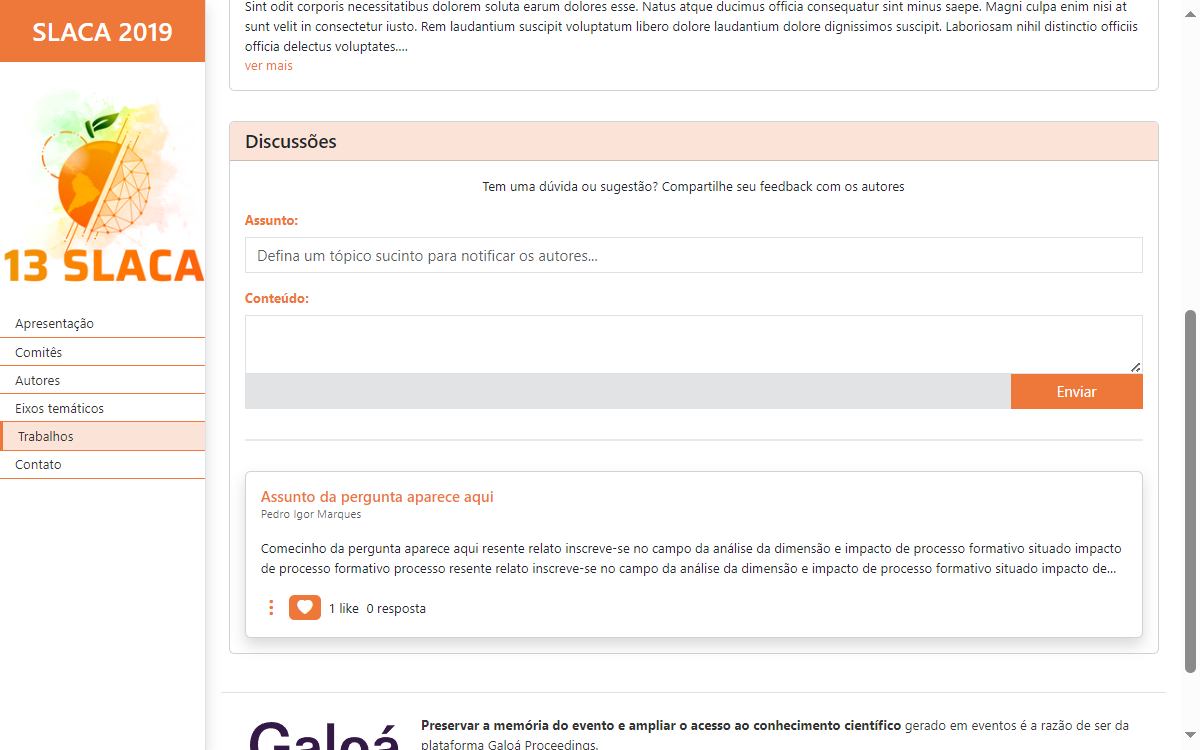 SLACA 2019
13 SLACA
Apresentação
Comitês
Autores
Eixos temáticos
Trabalhos
Contato
Sint odit corporis necessitatibus dolorem soluta earum dolores esse. Natus atque ducimus officia consequatur sint minus saepe. Magni culpa enim nisi at
sunt velit in consectetur iusto. Rem laudantium suscipit voluptatum libero dolore laudantium dolore dignissimos suscipit. Laboriosam nihil distinctio officiis
officia delectus voluptates....
ver mais
Discussões
Tem uma dúvida ou sugestão? Compartilhe seu feedback com os autores
Assunto:
Defina um tópico sucinto para notificar os autores...
Conteúdo:
Enviar
Assunto da pergunta aparece aqui
Pedro Igor Marques
Comecinho da pergunta aparece aqui resente relato inscreve-se no campo da análise da dimensão e impacto de processo formativo situado impacto
de processo formativo processo resente relato inscreve-se no campo da análise da dimensão e impacto de processo formativo situado impacto de...
1 like 0 resposta
Galoá
Preservar a memória do evento e ampliar o acesso ao conhecimento científico gerado em eventos é a razão de ser da
plataforma Galoá Proceedings.